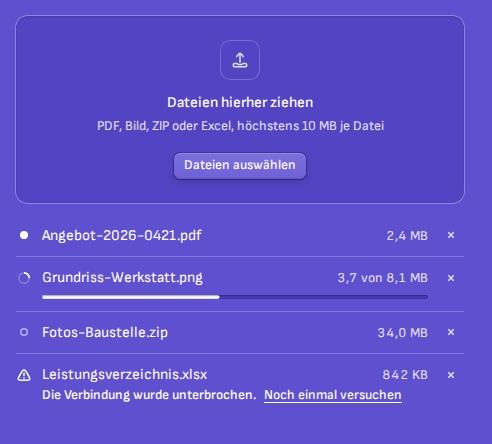 Dateien hierher ziehen
PDF, Bild, ZIP oder Excel, höchstens 10 MB je Datei
Dateien auswählen
Angebot-2026-0421.pdf 2,4 MB ×
Grundriss-Werkstatt.png 3,7 von 8,1 MB ×
Fotos-Baustelle.zip 34,0 MB ×
Leistungsverzeichnis.xlsx 842 KB ×
Die Verbindung wurde unterbrochen. Noch einmal versuchen